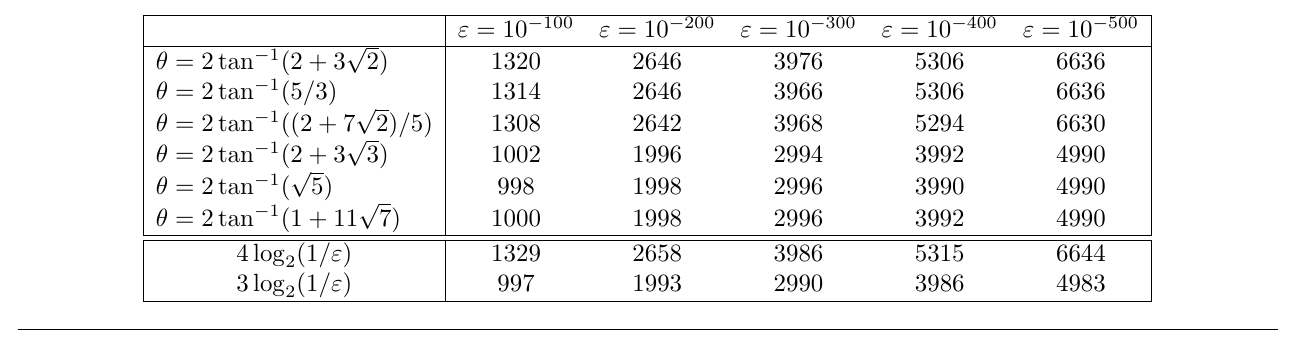 ε = 10⁻¹⁰⁰ ε = 10⁻²⁰⁰ ε = 10⁻³⁰⁰ ε = 10⁻⁴⁰⁰ ε = 10⁻⁵⁰⁰
θ = 2 tan⁻¹(2 + 3√2) 1320 2646 3976 5306 6636
θ = 2 tan⁻¹(5/3) 1314 2646 3966 5306 6636
θ = 2 tan⁻¹((2 + 7√2)/5) 1308 2642 3968 5294 6630
θ = 2 tan⁻¹(2 + 3√3) 1002 1996 2994 3992 4990
θ = 2 tan⁻¹(√5) 998 1998 2996 3990 4990
θ = 2 tan⁻¹(1 + 11√7) 1000 1998 2996 3992 4990
4 log₂(1/ε) 1329 2658 3986 5315 6644
3 log₂(1/ε) 997 1993 2990 3986 4983